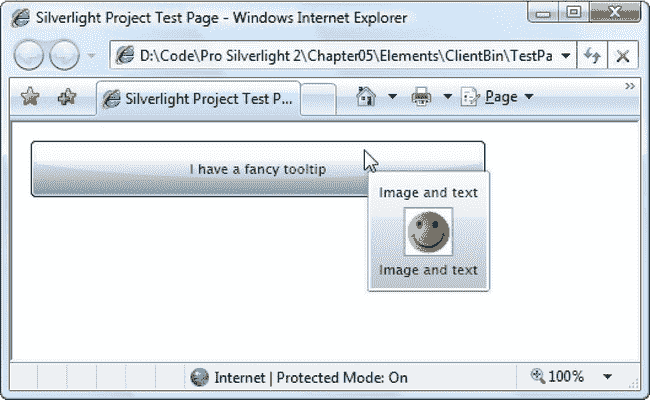 Silverlight Project Test Page - Windows Internet Explorer
D:\Code\Pro Silverlight 2\Chapter05\Elements\ClientBin\TestPa
Silverlight Project Test P...
Page
I have a fancy tooltip
Image and text
Image and text
Internet | Protected Mode: On
100%